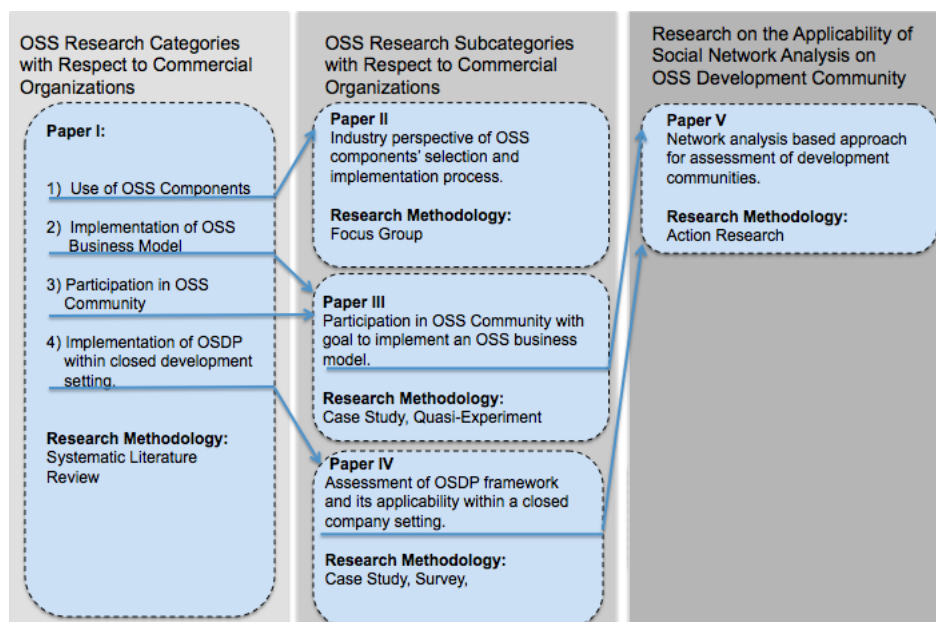 OSS Research Categories
with Respect to Commercial
Organizations
Paper I:
1) Use of OSS Components
2) Implementation of OSS
Business Model
3) Participation in OSS
Community
4) Implementation of OSDP
within closed development
setting.
Research Methodology:
Systematic Literature
Review
OSS Research Subcategories
with Respect to Commercial
Organizations
Paper II
Industry perspective of OSS
components' selection and
implementation process.
Research Methodology:
Focus Group
Paper III
Participation in OSS Community with
goal to implement an OSS business
model.
Research Methodology:
Case Study, Quasi-Experiment
Paper IV
Assessment of OSDP framework
and its applicability within a closed
company setting.
Research Methodology:
Case Study, Survey,
Research on the Applicability of
Social Network Analysis on
OSS Development Community
Paper V
Network analysis based approach
for assessment of development
communities.
Research Methodology:
Action Research